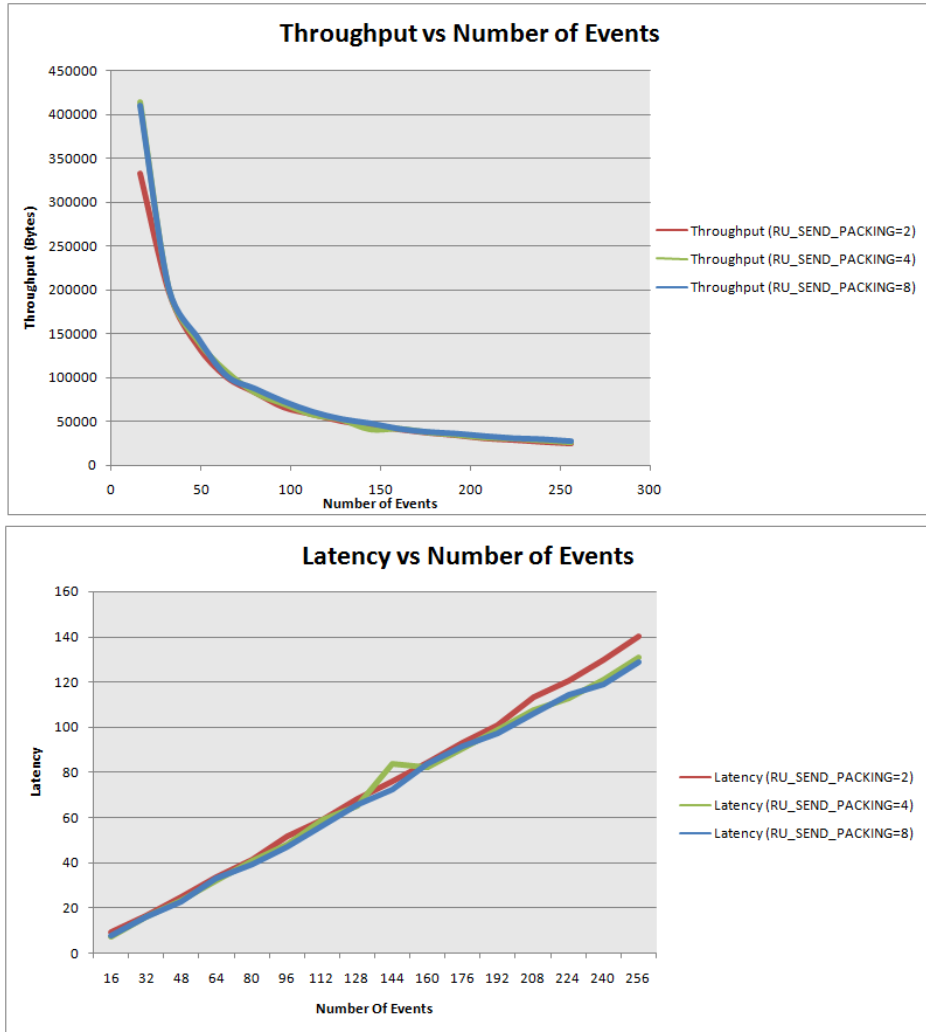 Throughput vs Number of Events
450000
400000
350000
300000
250000
200000
150000
100000
50000
0
Throughput (Bytes)
0 50 100 150 200 250 300
Number of Events
Throughput (RU_SEND_PACKING=2)
Throughput (RU_SEND_PACKING=4)
Throughput (RU_SEND_PACKING=8)
Latency vs Number of Events
160
140
120
100
80
60
40
20
0
Latency
16 32 48 64 80 96 112 128 144 160 176 192 208 224 240 256
Number Of Events
Latency (RU_SEND_PACKING=2)
Latency (RU_SEND_PACKING=4)
Latency (RU_SEND_PACKING=8)